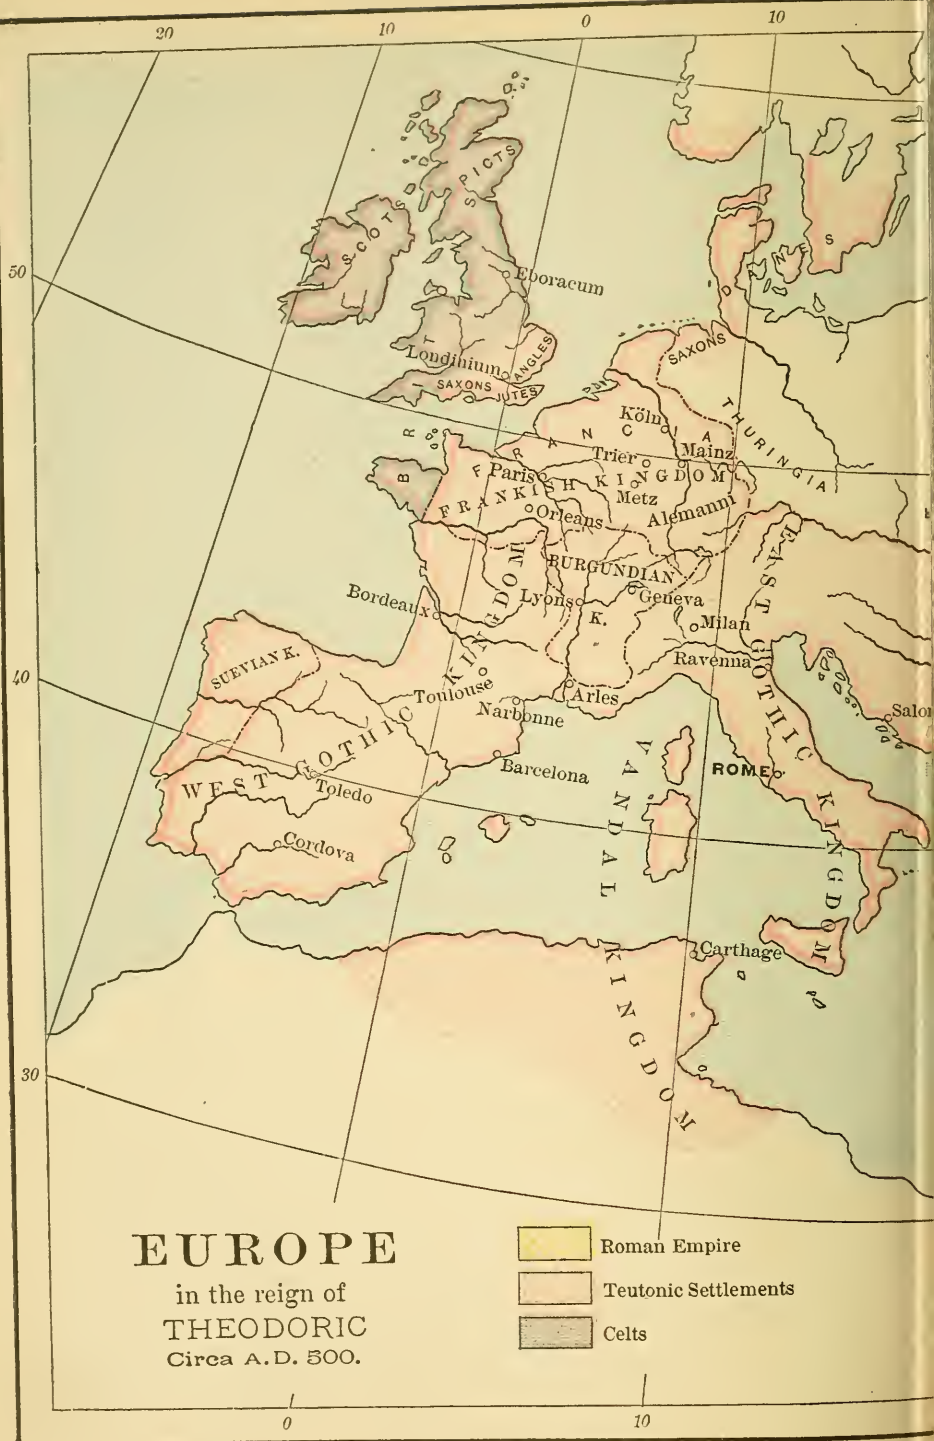 20
10
0
10
50
40
30
PICTS
SCOTS
Eboracum
DANES
Londinium
ANGLES
SAXONS
JUTES
SAXONS
THURINGIA
FRANCIA
Köln
Mainz
Trier
Paris
FRANKISH KINGDOM
Metz
Orleans
Alemanni
BRIT
BURGUNDIAN
K.
Lyons
Geneva
Bordeaux
Milan
EAST GOTHIC KINGDOM
Ravenna
SUEVIAN K.
Toulouse
Narbonne
Arles
Salon
WEST GOTHIC KINGDOM
Barcelona
Toledo
Cordova
ROME
VANDAL KINGDOM
Carthage
EUROPE
in the reign of
THEODORIC
Circa A.D. 500.
Roman Empire
Teutonic Settlements
Celts
0
10